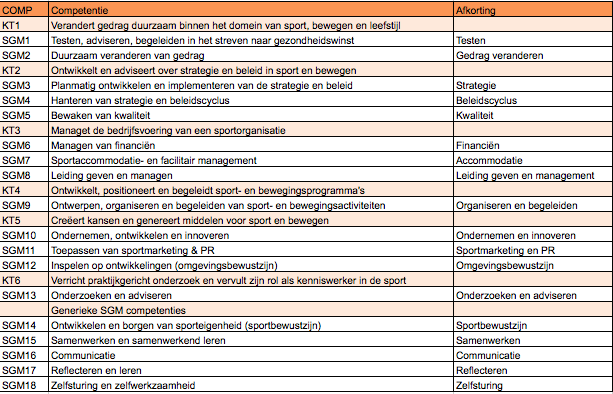 COMP Competentie Afkorting
KT1 Verandert gedrag duurzaam binnen het domein van sport, bewegen en leefstijl
SGM1 Testen, adviseren, begeleiden in het streven naar gezondheidswinst Testen
SGM2 Duurzaam veranderen van gedrag Gedrag veranderen
KT2 Ontwikkelt en adviseert over strategie en beleid in sport en bewegen
SGM3 Planmatig ontwikkelen en implementeren van de strategie en beleid Strategie
SGM4 Hanteren van strategie en beleidscyclus Beleidscyclus
SGM5 Bewaken van kwaliteit Kwaliteit
KT3 Managet de bedrijfsvoering van een sportorganisatie
SGM6 Managen van financiën Financiën
SGM7 Sportaccommodatie- en facilitair management Accommodatie
SGM8 Leiding geven en managen Leiding geven en management
KT4 Ontwikkelt, positioneert en begeleidt sport- en bewegingsprogramma's
SGM9 Ontwerpen, organiseren en begeleiden van sport- en bewegingsactiviteiten Organiseren en begeleiden
KT5 Creëert kansen en genereert middelen voor sport en bewegen
SGM10 Ondernemen, ontwikkelen en innoveren Ondernemen en innoveren
SGM11 Toepassen van sportmarketing & PR Sportmarketing en PR
SGM12 Inspelen op ontwikkelingen (omgevingsbewustzijn) Omgevingsbewustzijn
KT6 Verricht praktijkgericht onderzoek en vervult zijn rol als kenniswerker in de sport
SGM13 Onderzoeken en adviseren Onderzoeken en adviseren
Generieke SGM competenties
SGM14 Ontwikkelen en borgen van sporteigenheid (sportbewustzijn) Sportbewustzijn
SGM15 Samenwerken en samenwerkend leren Samenwerken
SGM16 Communicatie Communicatie
SGM17 Reflecteren en leren Reflecteren
SGM18 Zelfsturing en zelfwerkzaamheid Zelfsturing